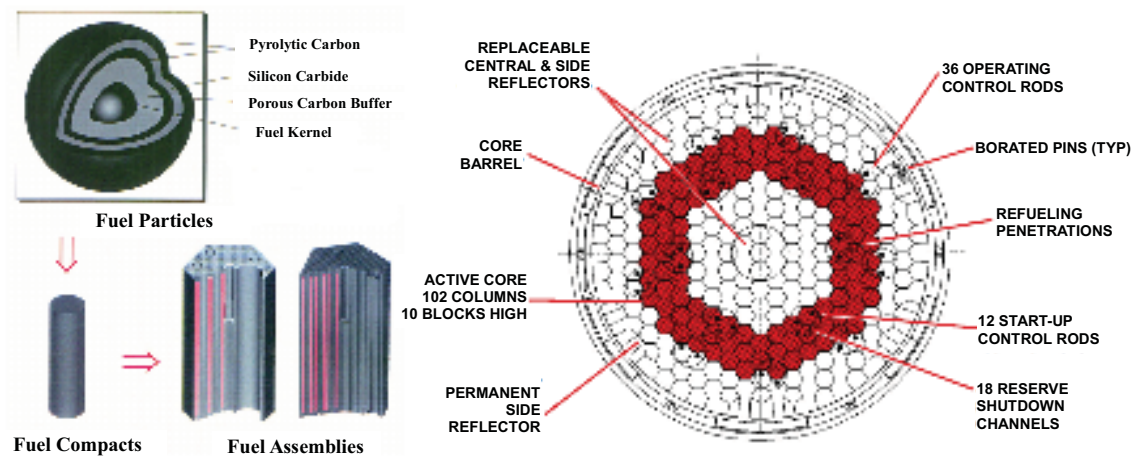 Pyrolytic Carbon
Silicon Carbide
Porous Carbon Buffer
Fuel Kernel
Fuel Particles
Fuel Compacts
Fuel Assemblies
REPLACEABLE
CENTRAL & SIDE
REFLECTORS
CORE
BARREL
ACTIVE CORE
102 COLUMNS
10 BLOCKS HIGH
PERMANENT
SIDE
REFLECTOR
36 OPERATING
CONTROL RODS
BORATED PINS (TYP)
REFUELING
PENETRATIONS
12 START-UP
CONTROL RODS
18 RESERVE
SHUTDOWN
CHANNELS